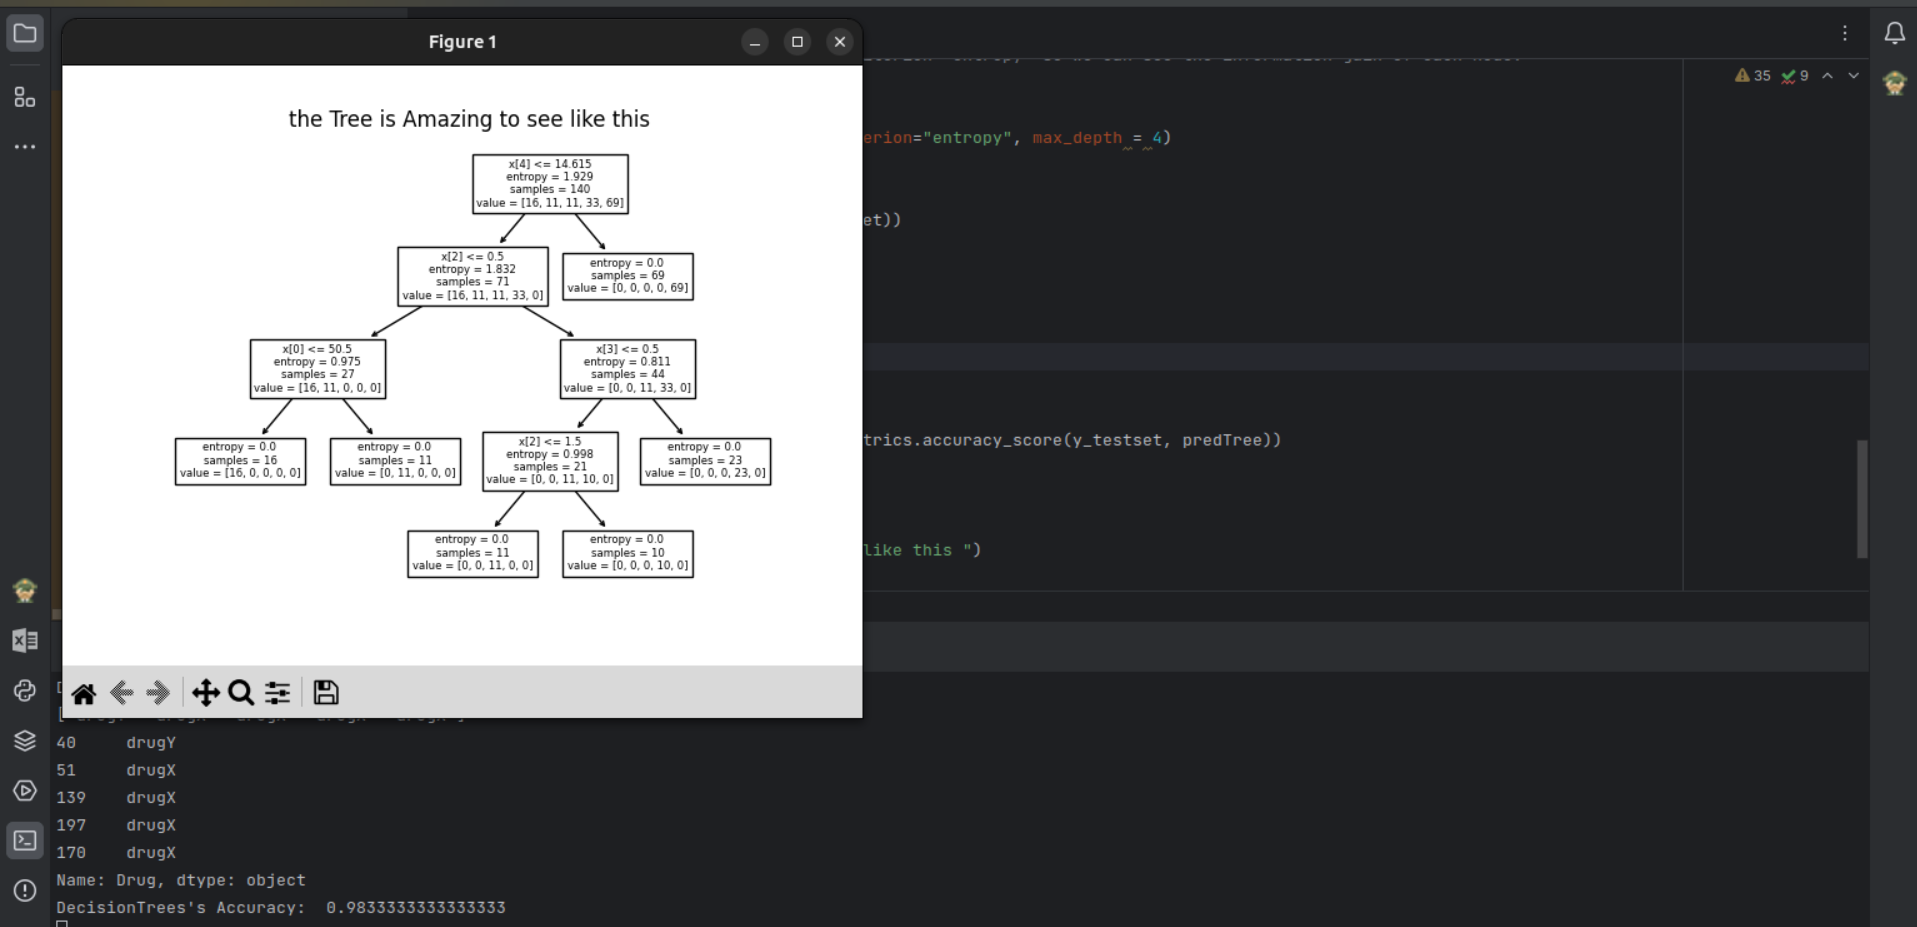 Figure 1
the Tree is Amazing to see like this
x[4] <= 14.615
entropy = 1.929
samples = 140
value = [16, 11, 11, 33, 69]
x[2] <= 0.5
entropy = 1.832
samples = 71
value = [16, 11, 11, 33, 0]
entropy = 0.0
samples = 69
value = [0, 0, 0, 0, 69]
x[0] <= 50.5
entropy = 0.975
samples = 27
value = [16, 11, 0, 0, 0]
x[3] <= 0.5
entropy = 0.811
samples = 44
value = [0, 0, 11, 33, 0]
entropy = 0.0
samples = 16
value = [16, 0, 0, 0, 0]
entropy = 0.0
samples = 11
value = [0, 11, 0, 0, 0]
x[2] <= 1.5
entropy = 0.998
samples = 21
value = [0, 0, 11, 10, 0]
entropy = 0.0
samples = 23
value = [0, 0, 0, 23, 0]
entropy = 0.0
samples = 11
value = [0, 0, 11, 0, 0]
entropy = 0.0
samples = 10
value = [0, 0, 0, 10, 0]
35 9
erion="entropy", max_depth = 4)
et))
trics.accuracy_score(y_testset, predTree))
like this ")
40 drugY
51 drugX
139 drugX
197 drugX
170 drugX
Name: Drug, dtype: object
DecisionTrees's Accuracy: 0.9833333333333333